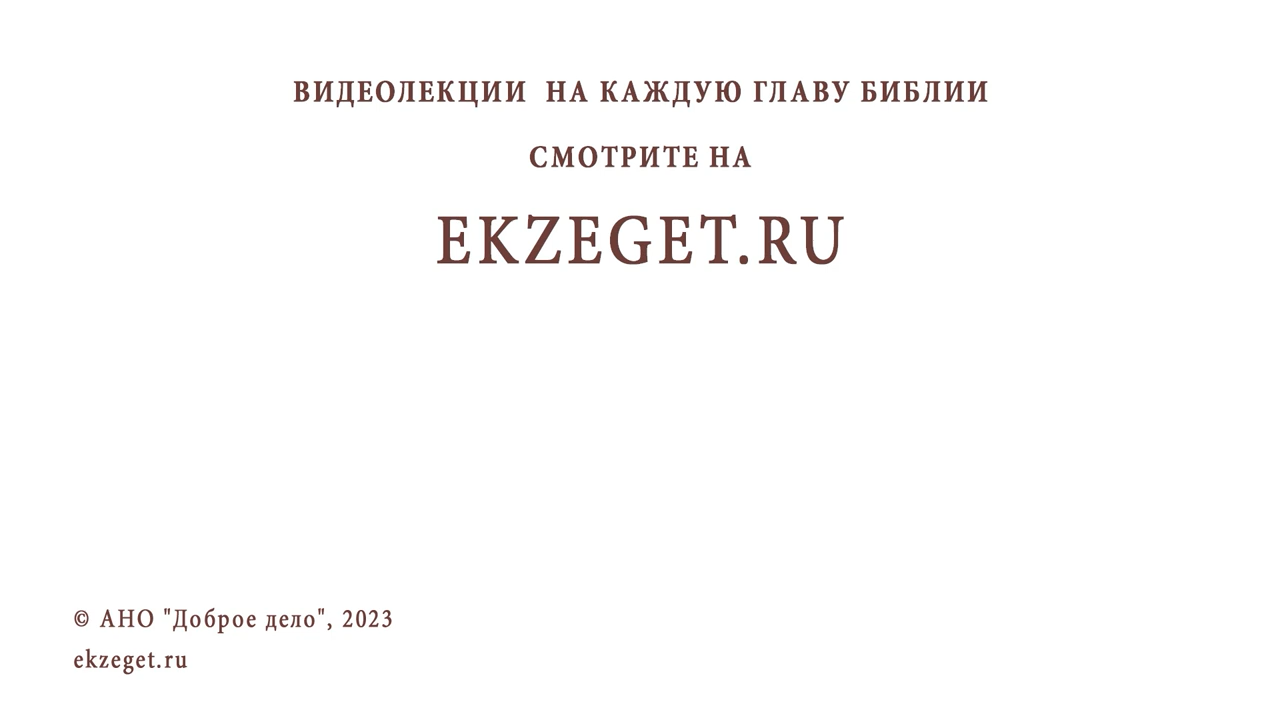 ВИДЕОЛЕКЦИИ НА КАЖДУЮ ГЛАВУ БИБЛИИ
СМОТРИТЕ НА
EKZEGET.RU
© АНО "Доброе дело", 2023
ekzeget.ru